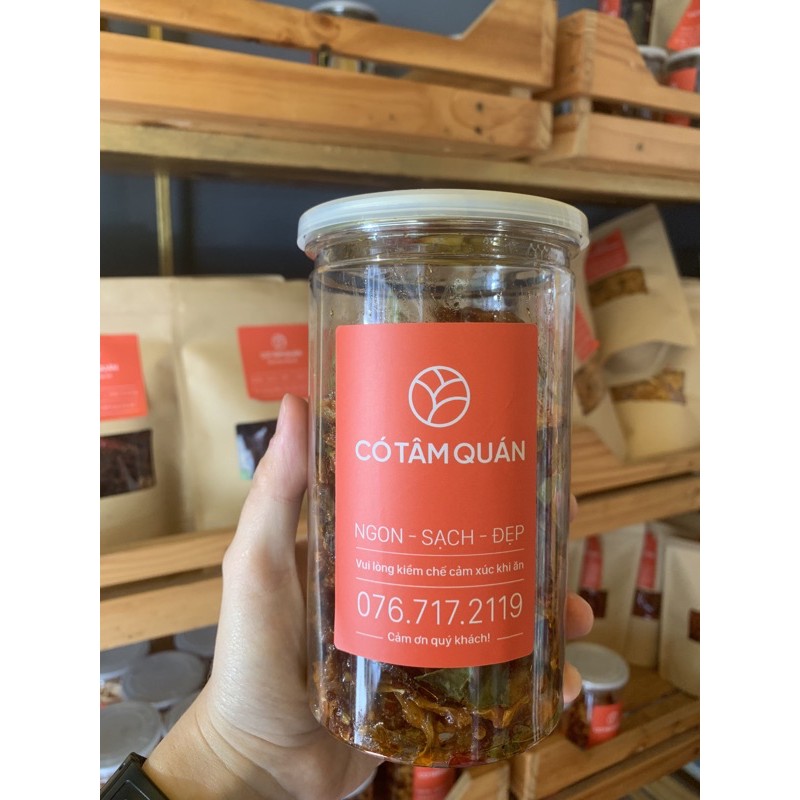 CÓ TÂM QUÁN
NGON - SẠCH - ĐẸP
Vui lòng kiềm chế cảm xúc khi ăn
076.717.2119
Cảm ơn quý khách!